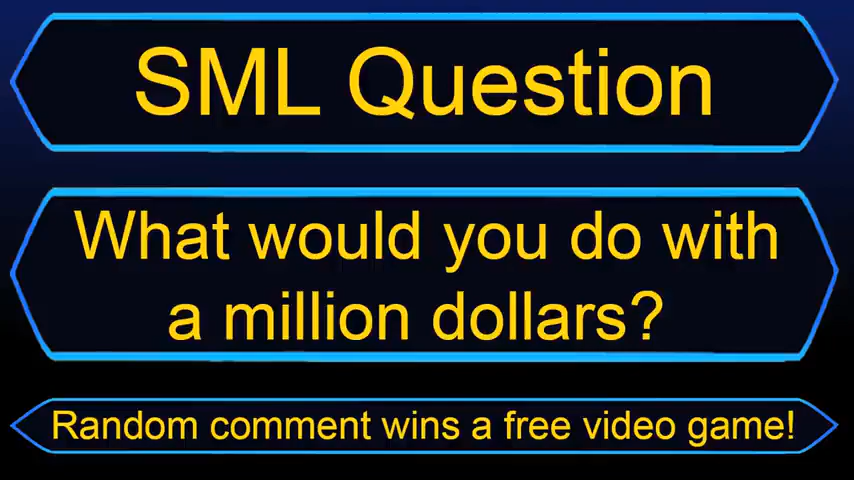 SML Question
What would you do with
a million dollars?
Random comment wins a free video game!